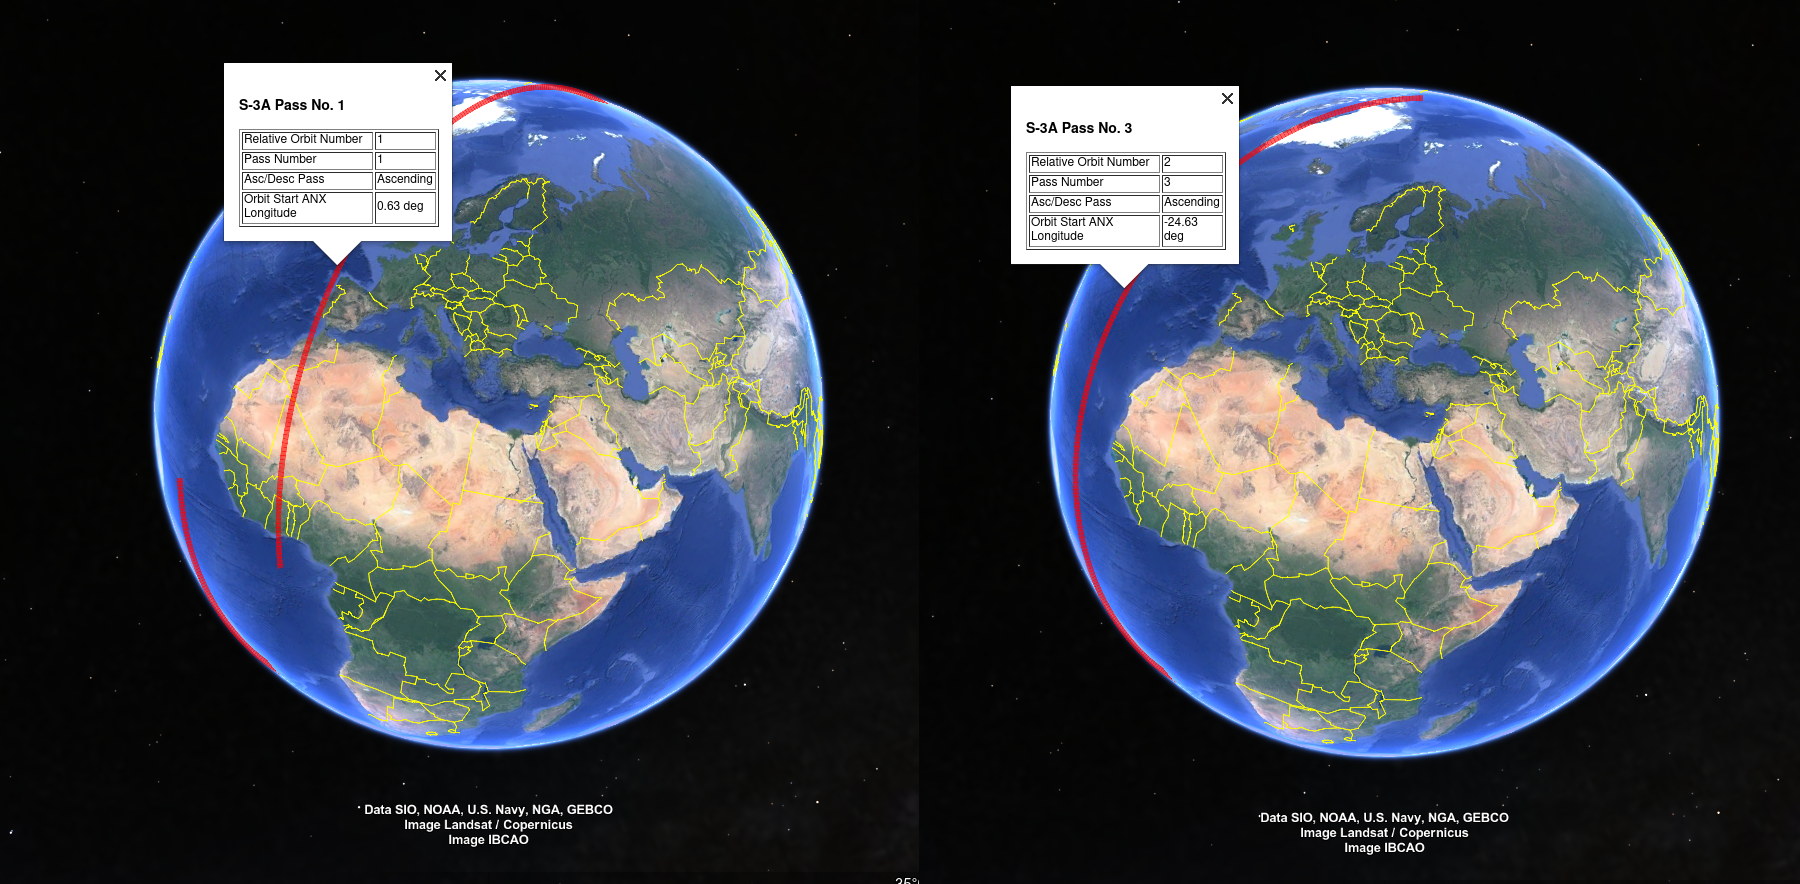 S-3A Pass No. 1
Relative Orbit Number 1
Pass Number 1
Asc/Desc Pass Ascending
Orbit Start ANX
Longitude 0.63 deg
Data SIO, NOAA, U.S. Navy, NGA, GEBCO
Image Landsat / Copernicus
Image IBCAO
35°
S-3A Pass No. 3
Relative Orbit Number 2
Pass Number 3
Asc/Desc Pass Ascending
Orbit Start ANX -24.63
Longitude deg
Data SIO, NOAA, U.S. Navy, NGA, GEBCO
Image Landsat / Copernicus
Image IBCAO